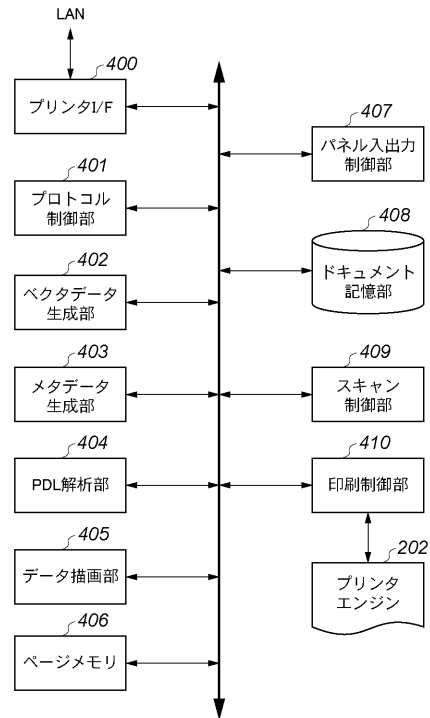 LAN
400
プリンタI/F
401
プロトコル
制御部
402
ベクタデータ
生成部
403
メタデータ
生成部
404
PDL解析部
405
データ描画部
406
ページメモリ
407
パネル入出力
制御部
408
ドキュメント
記憶部
409
スキャン
制御部
410
印刷制御部
202
プリンタ
エンジン